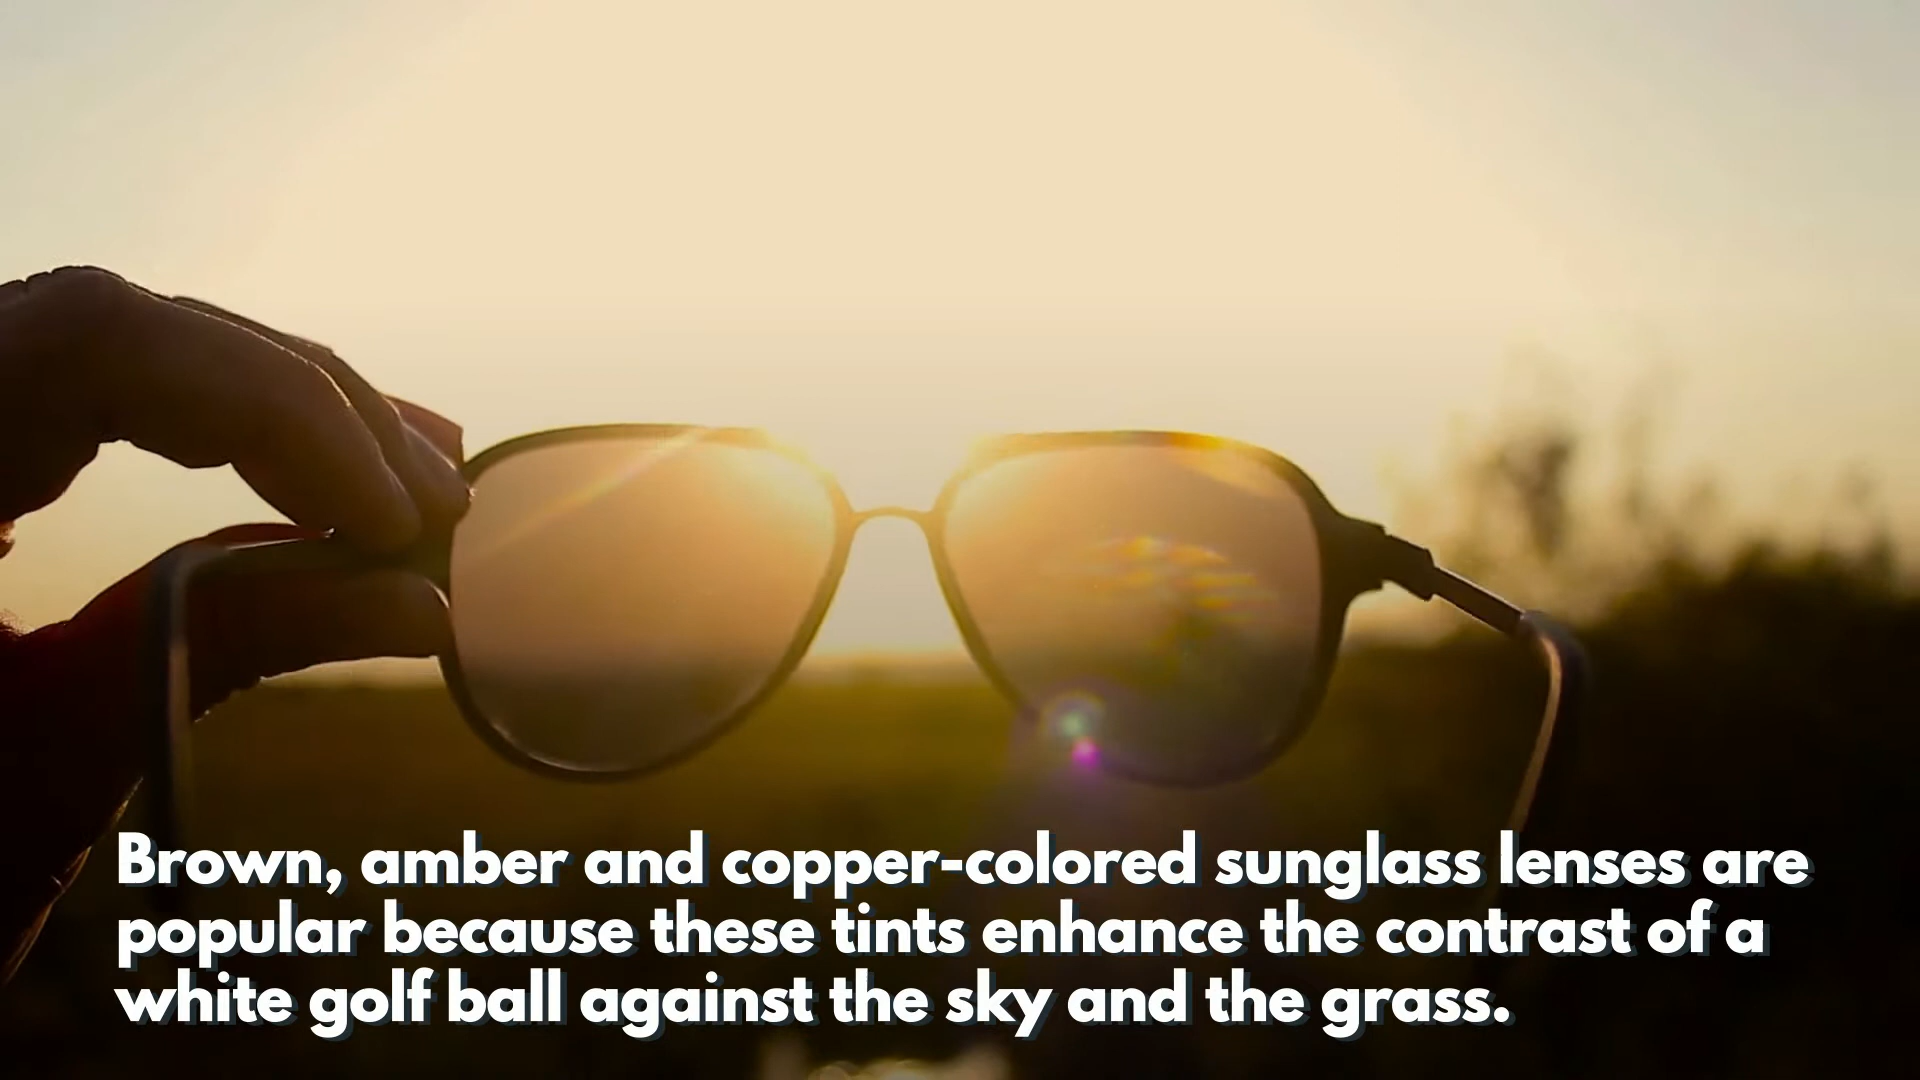 Brown, amber and copper-colored sunglass lenses are
popular because these tints enhance the contrast of a
white golf ball against the sky and the grass.